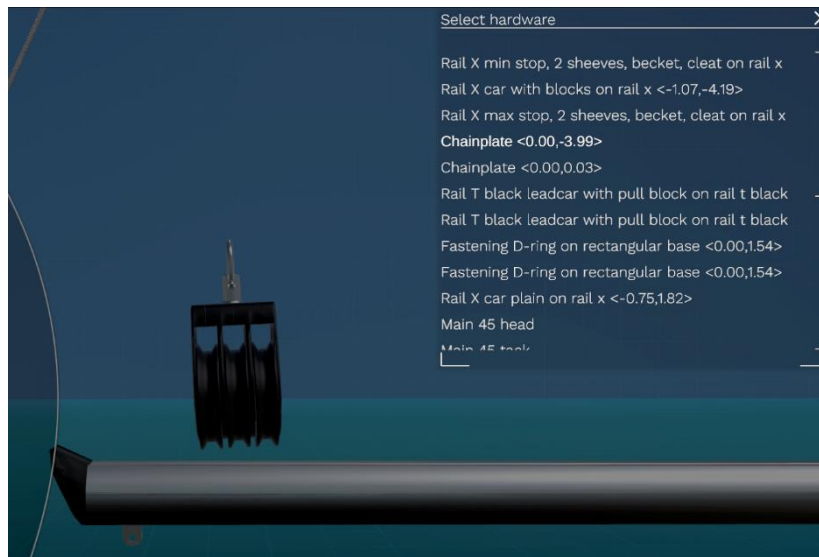 Select hardware
Rail X min stop, 2 sheeves, becket, cleat on rail x
Rail X car with blocks on rail x <-1.07,-4.19>
Rail X max stop, 2 sheeves, becket, cleat on rail x
Chainplate <0.00,-3.99>
Chainplate <0.00,0.03>
Rail T black leadcar with pull block on rail t black
Rail T black leadcar with pull block on rail t black
Fastening D-ring on rectangular base <0.00,1.54>
Fastening D-ring on rectangular base <0.00,1.54>
Rail X car plain on rail x <-0.75,1.82>
Main 45 head
Main 45 tack